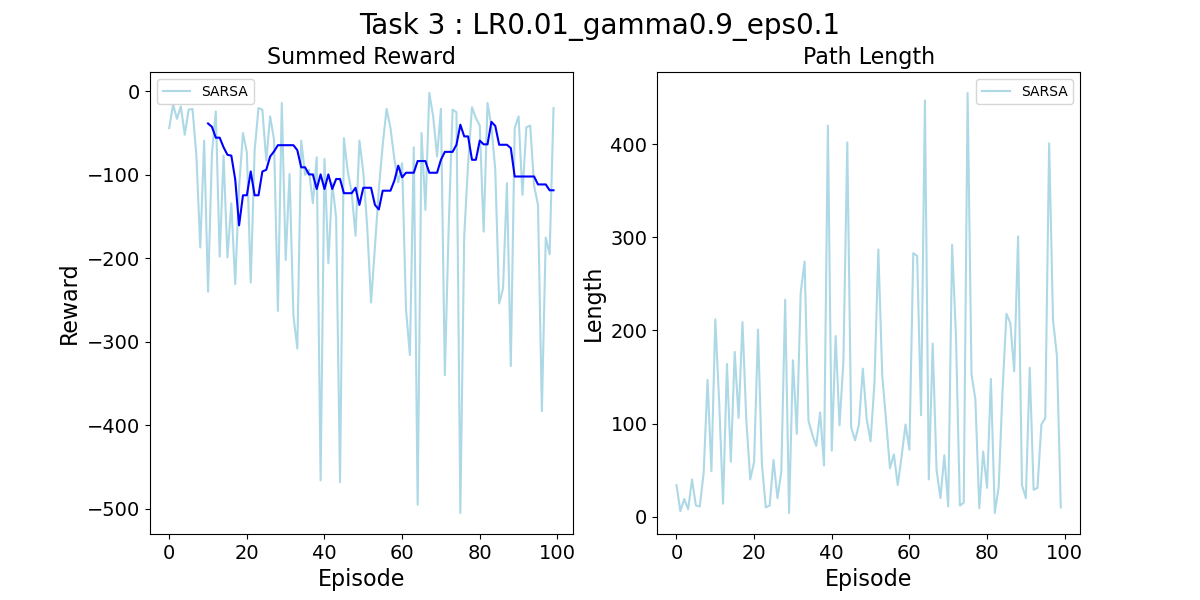 Task 3 : LR0.01_gamma0.9_eps0.1
Summed Reward
SARSA
0
−100
−200
−300
−400
−500
Reward
0 20 40 60 80 100
Episode
Path Length
SARSA
400
300
200
100
0
Length
0 20 40 60 80 100
Episode